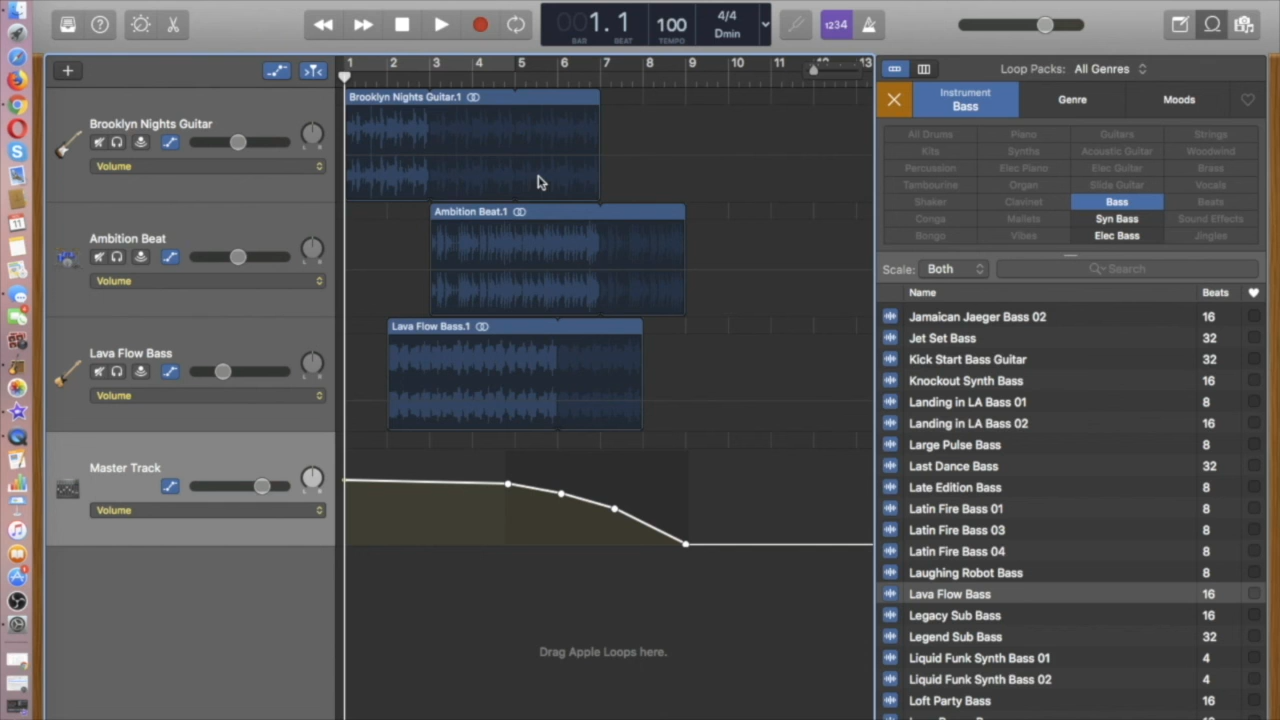 001.1
BAR BEAT
100
TEMPO
4/4
Dmin
1234
1 2 3 4 5 6 7 8 9 10 11 12 13
Brooklyn Nights Guitar
Volume
Ambition Beat
Volume
Lava Flow Bass
Volume
Master Track
Volume
Brooklyn Nights Guitar.1
Ambition Beat.1
Lava Flow Bass.1
Drag Apple Loops here.
Loop Packs: All Genres
Instrument
Bass
Genre
Moods
All Drums Piano Guitars Strings
Kits Synths Acoustic Guitar Woodwind
Percussion Elec Piano Elec Guitar Brass
Tambourine Organ Slide Guitar Vocals
Shaker Clavinet Bass Beats
Conga Mallets Syn Bass Sound Effects
Bongo Vibes Elec Bass Jingles
Scale: Both Search
Name Beats
Jamaican Jaeger Bass 02 16
Jet Set Bass 32
Kick Start Bass Guitar 32
Knockout Synth Bass 16
Landing in LA Bass 01 8
Landing in LA Bass 02 16
Large Pulse Bass 8
Last Dance Bass 32
Late Edition Bass 8
Latin Fire Bass 01 8
Latin Fire Bass 03 8
Latin Fire Bass 04 8
Laughing Robot Bass 8
Lava Flow Bass 16
Legacy Sub Bass 16
Legend Sub Bass 32
Liquid Funk Synth Bass 01 4
Liquid Funk Synth Bass 02 4
Loft Party Bass 16